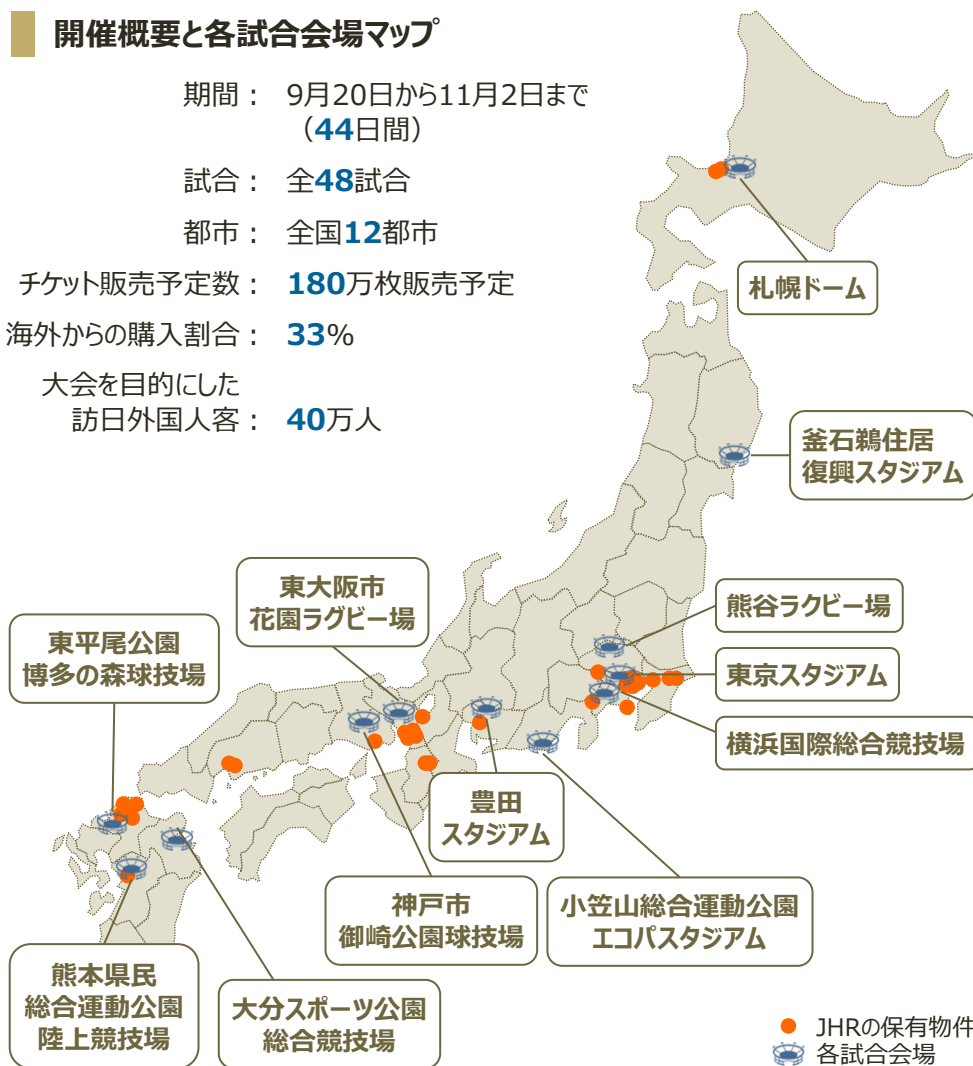 開催概要と各試合会場マップ
期間： 9月20日から11月2日まで
（44日間）
試合： 全48試合
都市： 全国12都市
チケット販売予定数： 180万枚販売予定
海外からの購入割合： 33%
大会を目的にした
訪日外国人客： 40万人
札幌ドーム
釜石鵜住居
復興スタジアム
東大阪市
花園ラグビー場
熊谷ラクビー場
東平尾公園
博多の森球技場
東京スタジアム
横浜国際総合競技場
豊田
スタジアム
神戸市
御崎公園球技場
小笠山総合運動公園
エコパスタジアム
熊本県民
総合運動公園
陸上競技場
大分スポーツ公園
総合競技場
JHRの保有物件
各試合会場